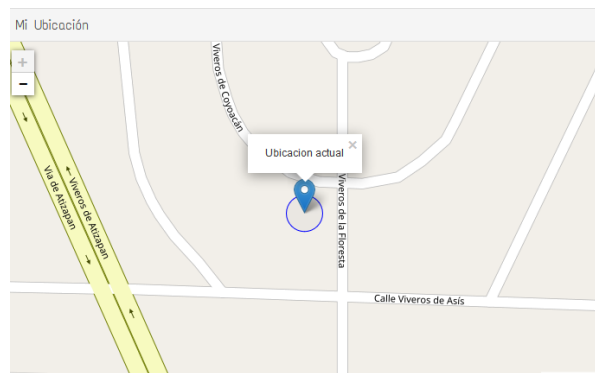 Mi Ubicación
+
-
Viveros de Coyoacán
Ubicacion actual ×
Viveros de la Floresta
Via de Atizapan
← Viveros de Atizapan
Calle Viveros de Asís